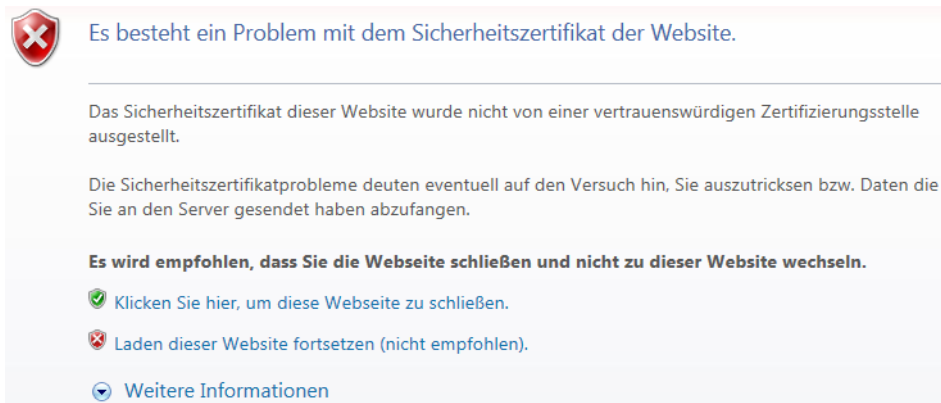 Es besteht ein Problem mit dem Sicherheitszertifikat der Website.
Das Sicherheitszertifikat dieser Website wurde nicht von einer vertrauenswürdigen Zertifizierungsstelle
ausgestellt.
Die Sicherheitszertifikatprobleme deuten eventuell auf den Versuch hin, Sie auszutricksen bzw. Daten die
Sie an den Server gesendet haben abzufangen.
Es wird empfohlen, dass Sie die Webseite schließen und nicht zu dieser Website wechseln.
Klicken Sie hier, um diese Webseite zu schließen.
Laden dieser Website fortsetzen (nicht empfohlen).
Weitere Informationen